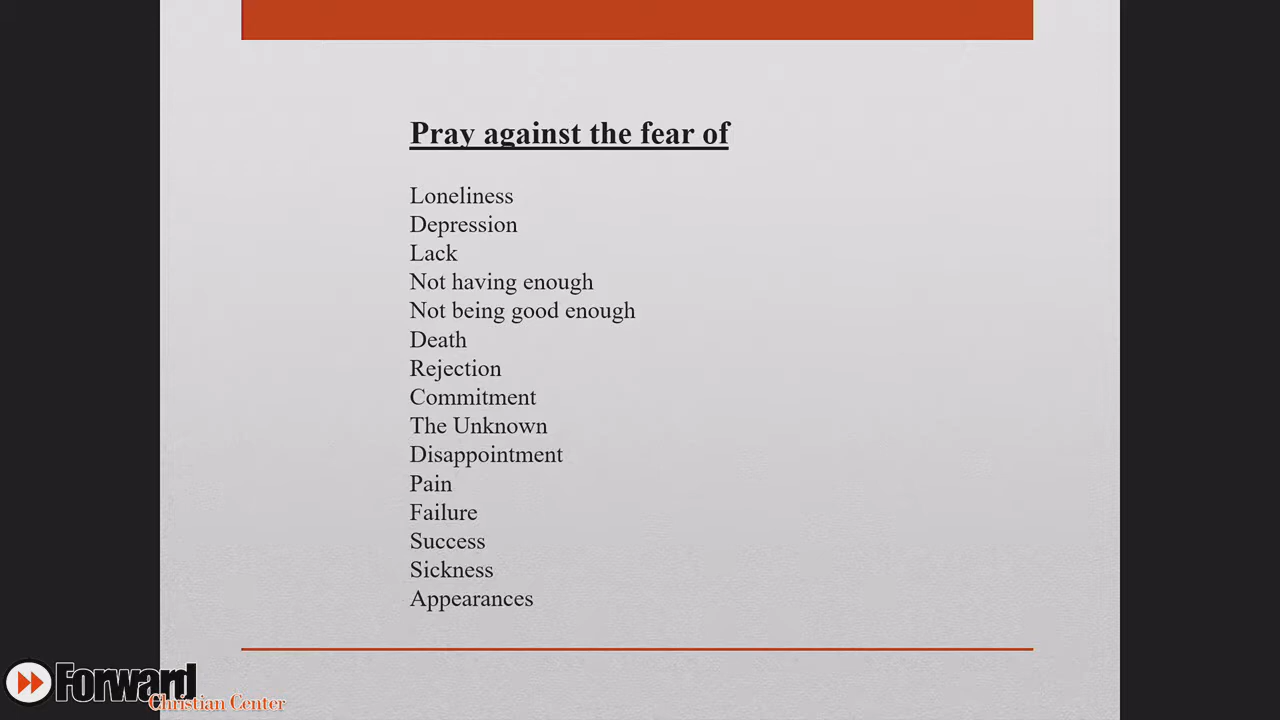 Pray against the fear of
Loneliness
Depression
Lack
Not having enough
Not being good enough
Death
Rejection
Commitment
The Unknown
Disappointment
Pain
Failure
Success
Sickness
Appearances
Forward
Christian Center